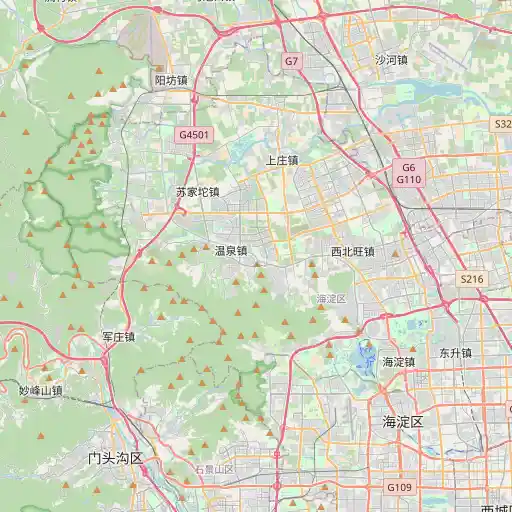 阳坊镇
沙河镇
G7
S32
G4501
上庄镇
G6
G110
苏家坨镇
温泉镇
西北旺镇
S216
海淀区
军庄镇
东升镇
海淀镇
妙峰山镇
海淀区
门头沟区
石景山区
G109